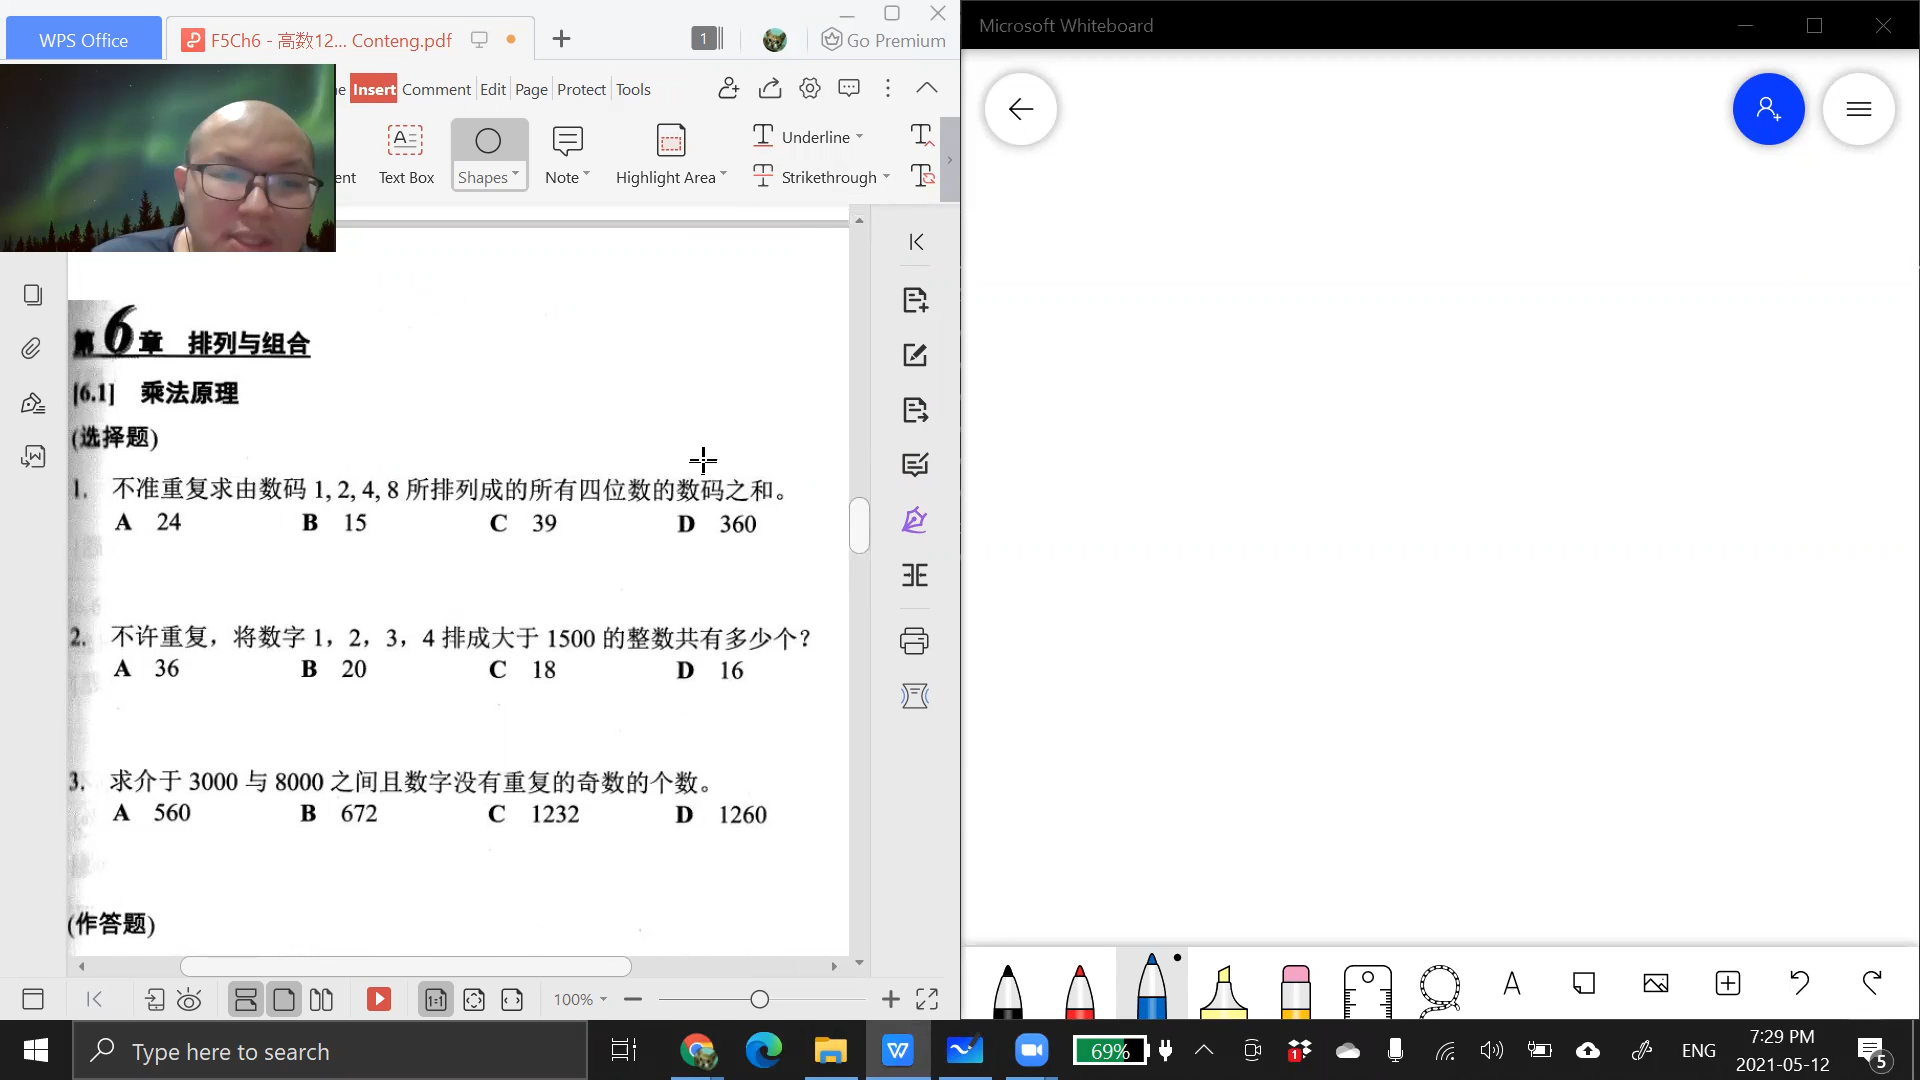 Microsoft Whiteboard
WPS Office
F5Ch6 - 高数12... Conteng.pdf
1
Go Premium
Insert
Comment
Edit
Page
Protect
Tools
Text Box
Shapes
Note
Highlight Area
Underline
Strikethrough
第6章 排列与组合
[6.1] 乘法原理
(选择题)
1. 不准重复求由数码 1, 2, 4, 8 所排列成的所有四位数的数码之和。
A 24 B 15 C 39 D 360
2. 不许重复，将数字 1，2，3，4 排成大于 1500 的整数共有多少个?
A 36 B 20 C 18 D 16
3. 求介于 3000 与 8000 之间且数字没有重复的奇数的个数。
A 560 B 672 C 1232 D 1260
(作答题)
1:1
100%
Type here to search
69%
1
ENG
7:29 PM
2021-05-12
5